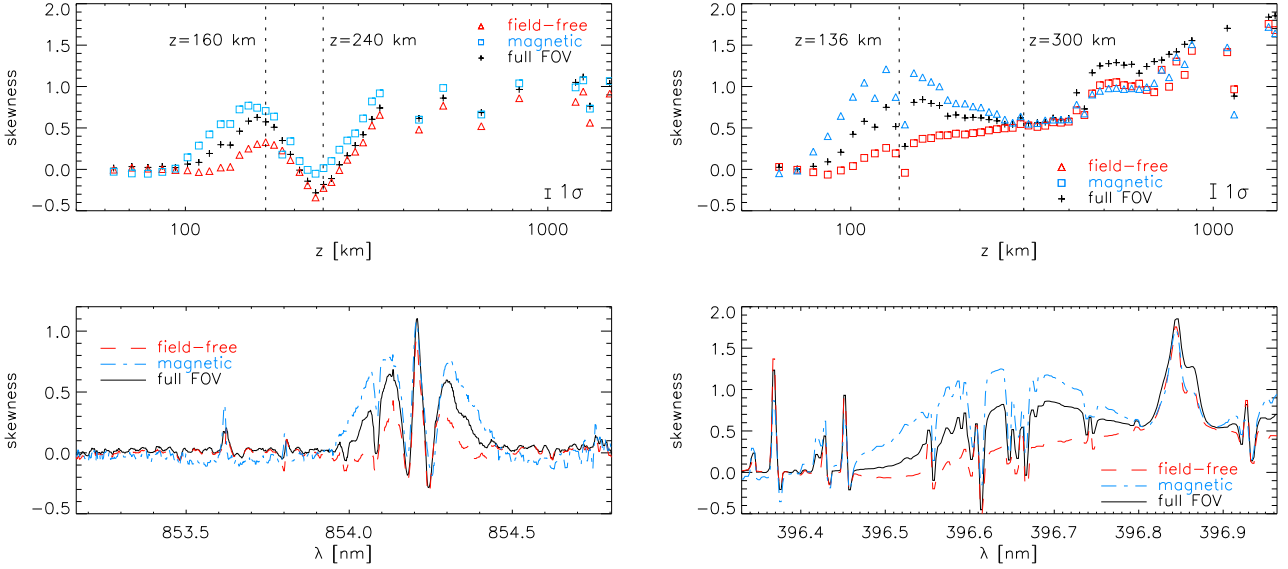 2.0
1.5
1.0
0.5
0.0
−0.5
skewness
z=160 km
z=240 km
field−free
magnetic
full FOV
1σ
100
1000
z [km]
2.0
1.5
1.0
0.5
0.0
−0.5
skewness
z=136 km
z=300 km
field−free
magnetic
full FOV
1σ
100
1000
z [km]
1.0
0.5
0.0
−0.5
skewness
field−free
magnetic
full FOV
853.5
854.0
854.5
λ [nm]
2.0
1.5
1.0
0.5
0.0
−0.5
skewness
field−free
magnetic
full FOV
396.4
396.5
396.6
396.7
396.8
396.9
λ [nm]